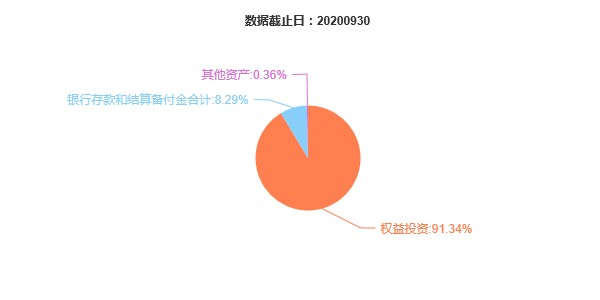 数据截止日：20200930
其他资产:0.36%
银行存款和结算备付金合计:8.29%
权益投资:91.34%